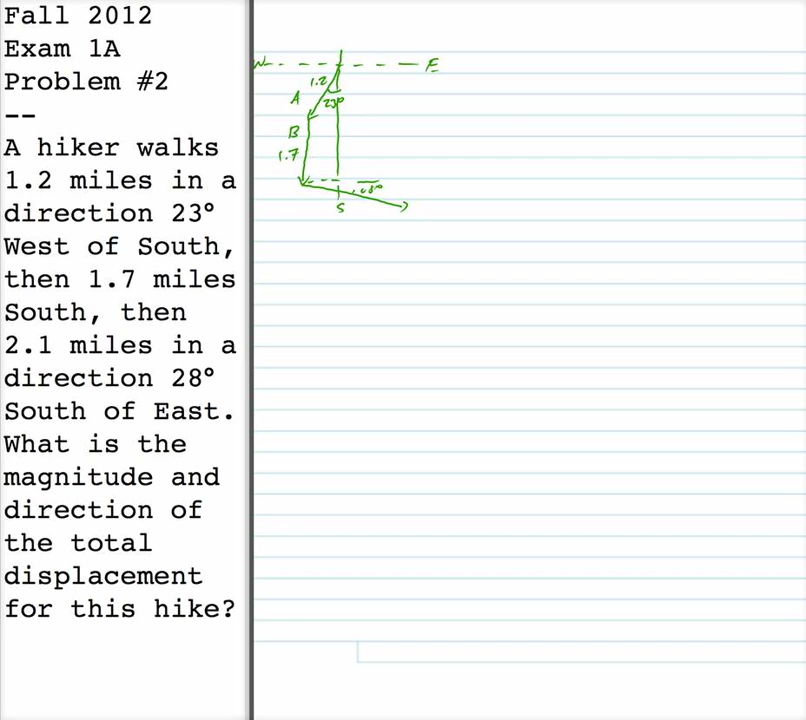 Fall 2012
Exam 1A
Problem #2
--
A hiker walks
1.2 miles in a
direction 23°
West of South,
then 1.7 miles
South, then
2.1 miles in a
direction 28°
South of East.
What is the
magnitude and
direction of
the total
displacement
for this hike?
W E
1.2
A 23°
B
1.7
S